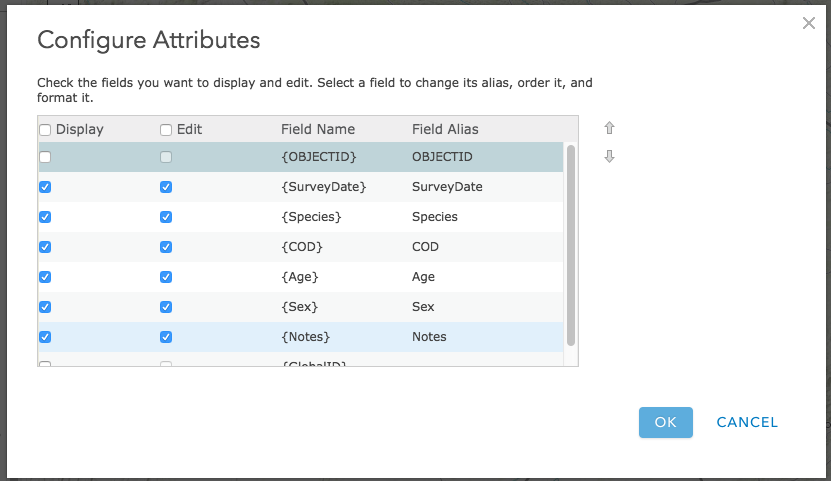 Configure Attributes
Check the fields you want to display and edit. Select a field to change its alias, order it, and
format it.
Display Edit Field Name Field Alias
{OBJECTID} OBJECTID
{SurveyDate} SurveyDate
{Species} Species
{COD} COD
{Age} Age
{Sex} Sex
{Notes} Notes
{GlobalID}
OK CANCEL